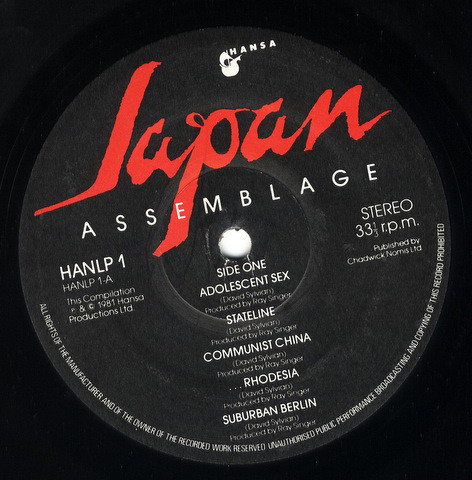 HANSA
Japan
ASSEMBLAGE
HANLP 1
HANLP 1-A
This Compilation
℗ & © 1981 Hansa
Productions Ltd.
STEREO
33⅓ r.p.m.
Published by
Chadwick Nomis Ltd
SIDE ONE
ADOLESCENT SEX
(David Sylvian)
Produced by Ray Singer
STATELINE
(David Sylvian)
Produced by Ray Singer
COMMUNIST CHINA
(David Sylvian)
Produced by Ray Singer
. . . RHODESIA
(David Sylvian)
Produced by Ray Singer
SUBURBAN BERLIN
(David Sylvian)
Produced by Ray Singer
ALL RIGHTS OF THE MANUFACTURER AND OF THE OWNER OF THE RECORDED WORK RESERVED UNAUTHORISED PUBLIC PERFORMANCE BROADCASTING AND COPYING OF THIS RECORD PROHIBITED